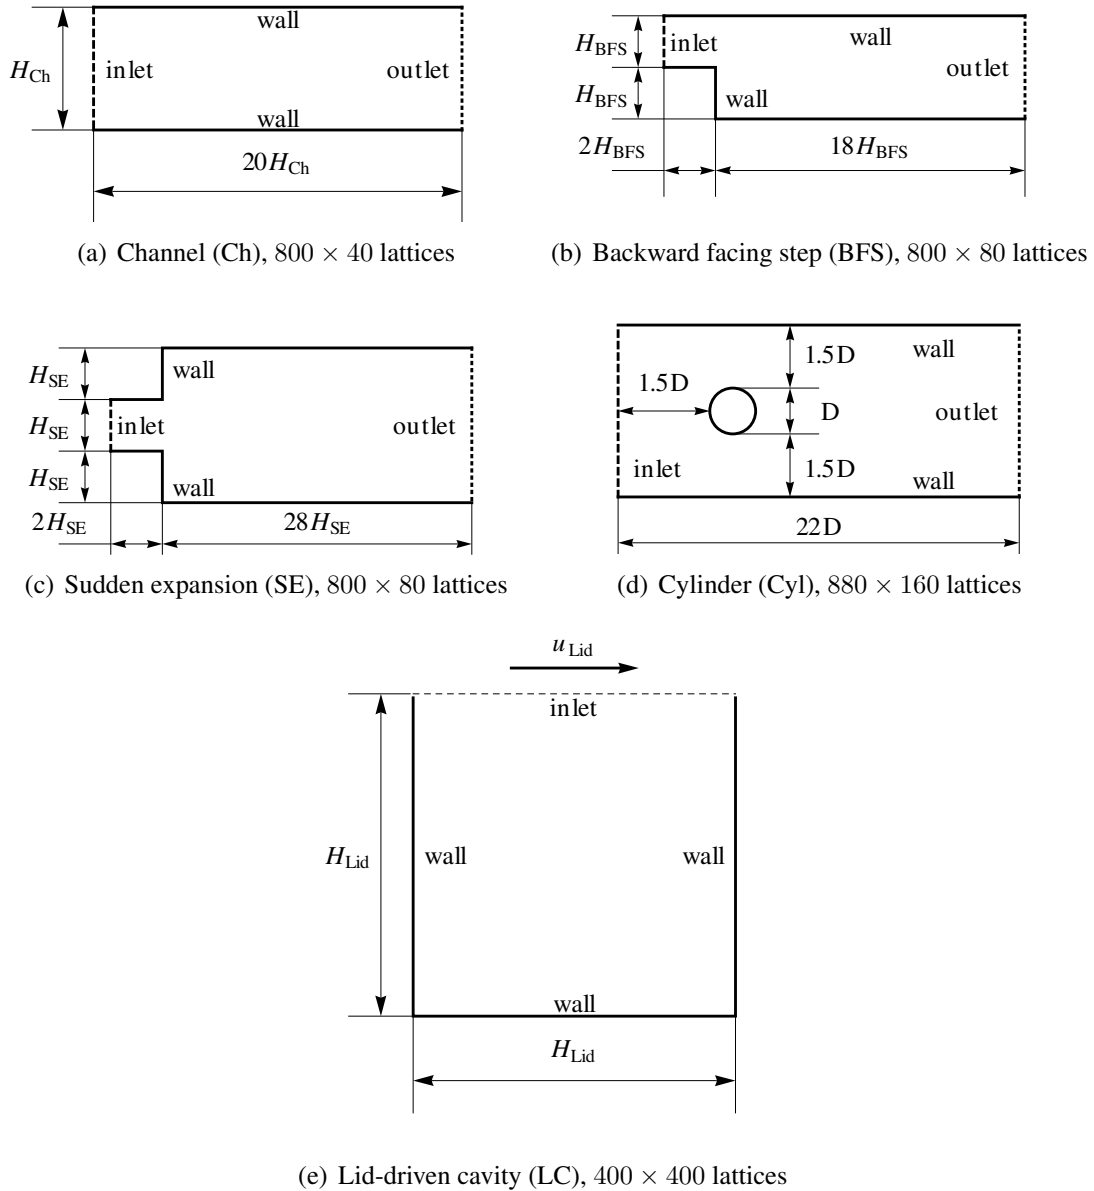 wall
H_Ch
inlet
outlet
wall
20H_Ch
(a) Channel (Ch), 800 × 40 lattices
H_BFS
inlet
wall
outlet
H_BFS
wall
2H_BFS
18H_BFS
(b) Backward facing step (BFS), 800 × 80 lattices
H_SE
wall
H_SE
inlet
outlet
H_SE
wall
2H_SE
28H_SE
(c) Sudden expansion (SE), 800 × 80 lattices
1.5D
wall
1.5D
D
outlet
inlet
1.5D
wall
22D
(d) Cylinder (Cyl), 880 × 160 lattices
u_Lid
inlet
H_Lid
wall
wall
wall
H_Lid
(e) Lid-driven cavity (LC), 400 × 400 lattices